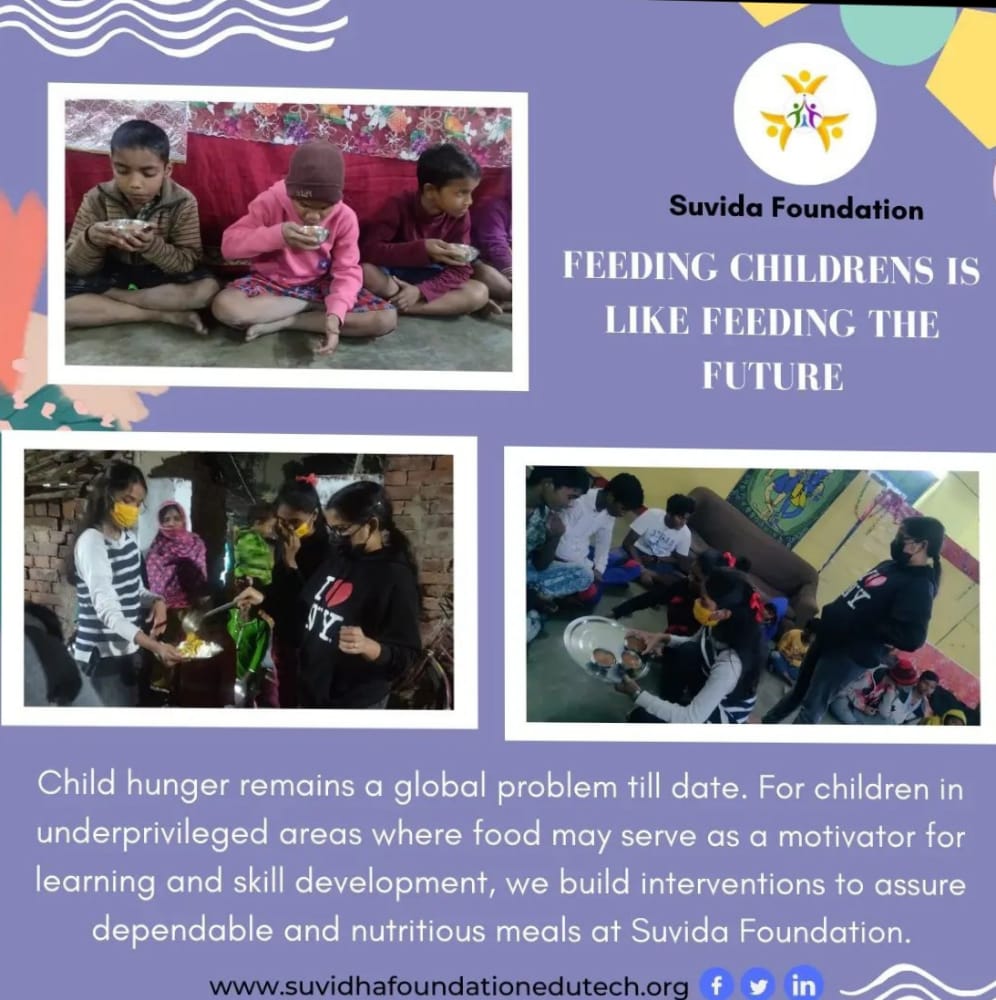 Suvida Foundation
FEEDING CHILDRENS IS
LIKE FEEDING THE
FUTURE
I
NY.
I
NY
Child hunger remains a global problem till date. For children in
underprivileged areas where food may serve as a motivator for
learning and skill development, we build interventions to assure
dependable and nutritious meals at Suvida Foundation.
www.suvidhafoundationedutech.org